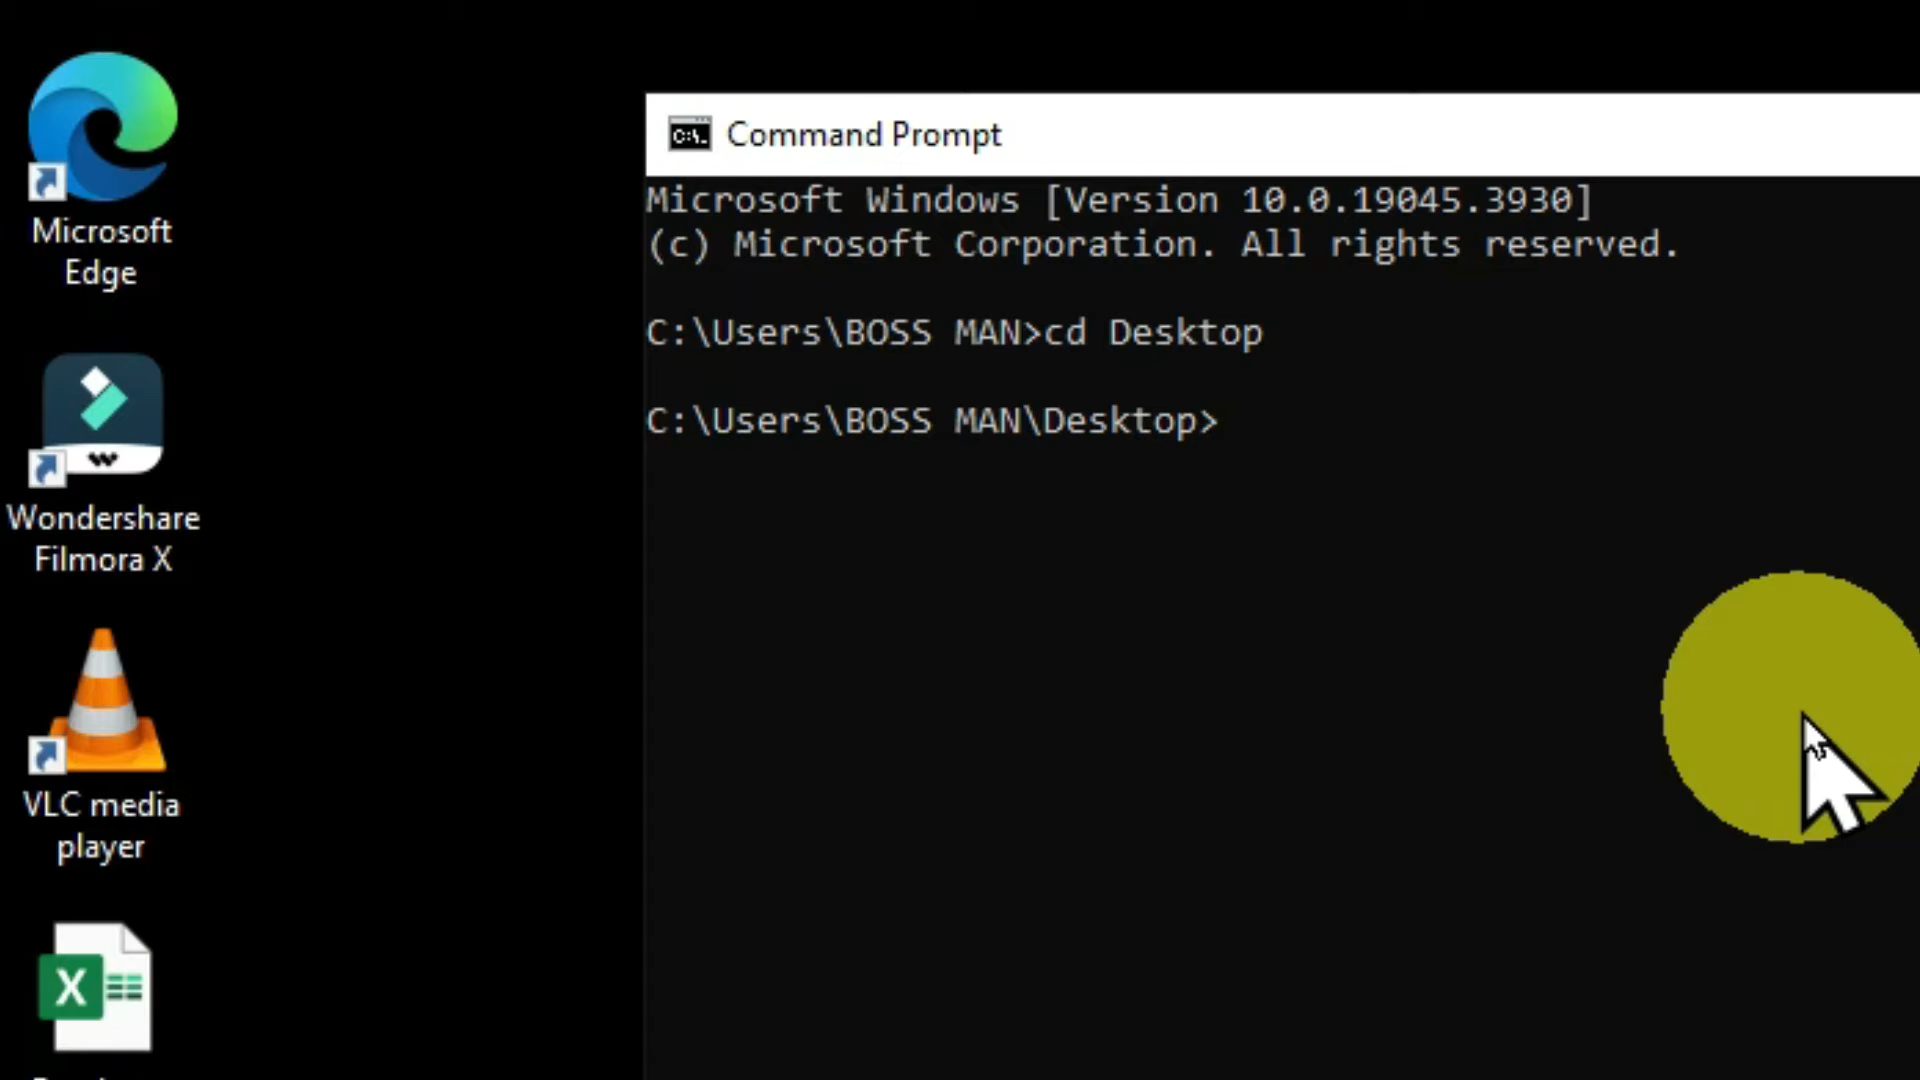 Microsoft
Edge
Wondershare
Filmora X
VLC media
player
X
C:\.
Command Prompt
Microsoft Windows [Version 10.0.19045.3930]
(c) Microsoft Corporation. All rights reserved.
C:\Users\BOSS MAN>cd Desktop
C:\Users\BOSS MAN\Desktop>